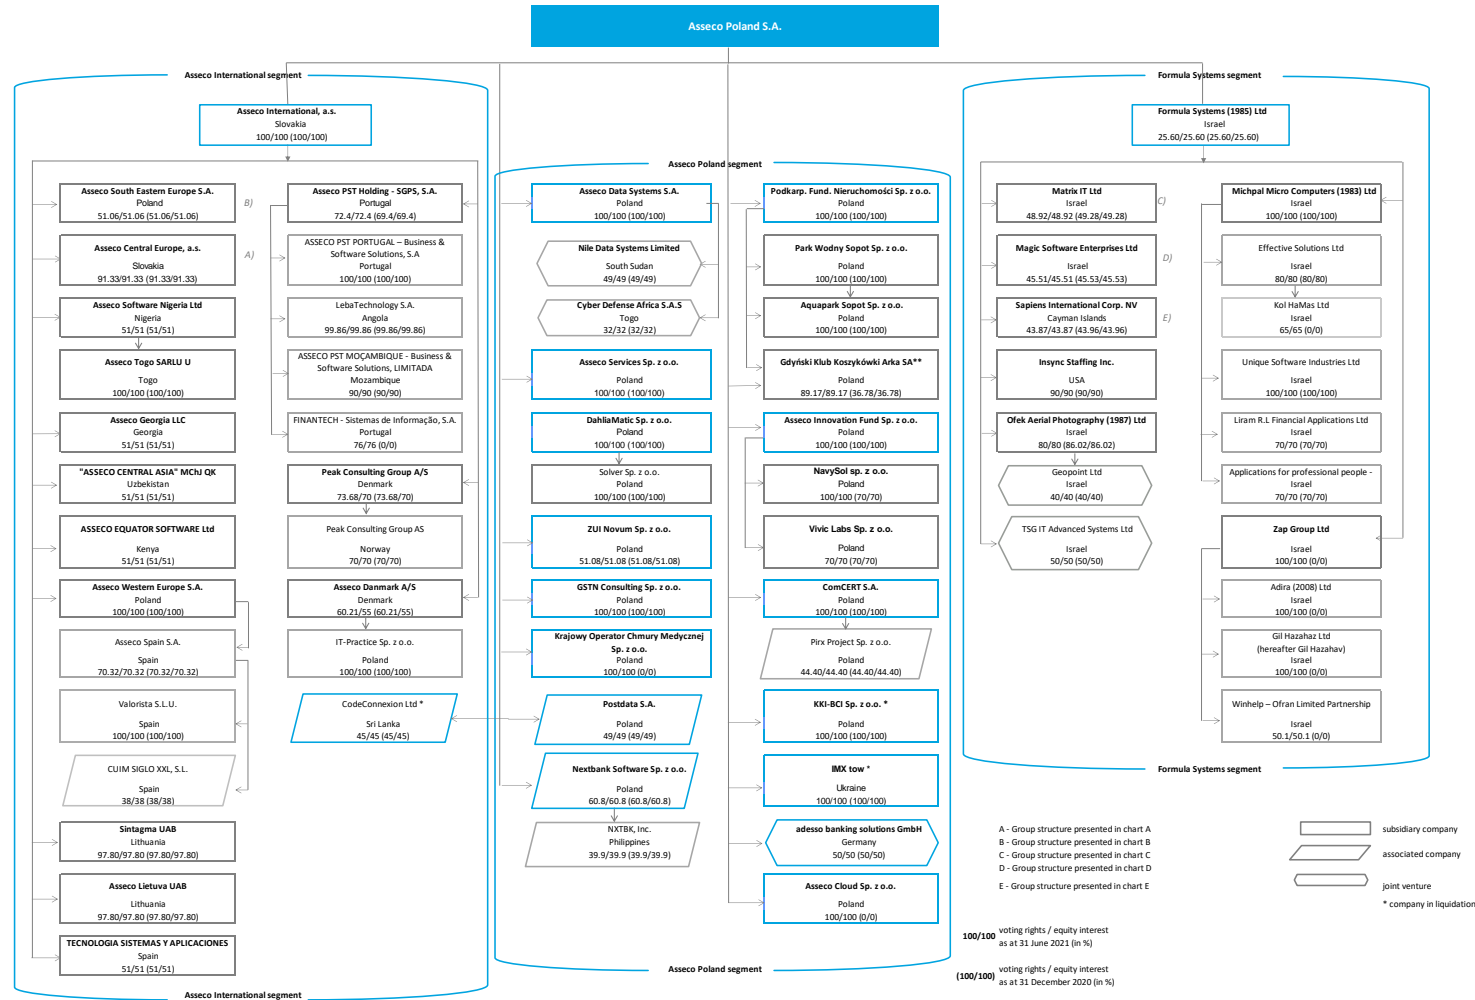 Asseco Poland S.A.
Asseco International segment
Asseco International, a.s.
Slovakia
100/100 (100/100)
Asseco South Eastern Europe S.A.
Poland
51.06/51.06 (51.06/51.06)
B)
Asseco Central Europe, a.s.
Slovakia
91.33/91.33 (91.33/91.33)
A)
Asseco Software Nigeria Ltd
Nigeria
51/51 (51/51)
Asseco Togo SARLU U
Togo
100/100 (100/100)
Asseco Georgia LLC
Georgia
51/51 (51/51)
"ASSECO CENTRAL ASIA" MChJ QK
Uzbekistan
51/51 (51/51)
ASSECO EQUATOR SOFTWARE Ltd
Kenya
51/51 (51/51)
Asseco Western Europe S.A.
Poland
100/100 (100/100)
Asseco Spain S.A.
Spain
70.32/70.32 (70.32/70.32)
Valorista S.L.U.
Spain
100/100 (100/100)
CUIM SIGLO XXL, S.L.
Spain
38/38 (38/38)
Sintagma UAB
Lithuania
97.80/97.80 (97.80/97.80)
Asseco Lietuva UAB
Lithuania
97.80/97.80 (97.80/97.80)
TECNOLOGIA SISTEMAS Y APLICACIONES
Spain
51/51 (51/51)
Asseco PST Holding - SGPS, S.A.
Portugal
72.4/72.4 (69.4/69.4)
ASSECO PST PORTUGAL – Business &
Software Solutions, S.A
Portugal
100/100 (100/100)
LebaTechnology S.A.
Angola
99.86/99.86 (99.86/99.86)
ASSECO PST MOÇAMBIQUE - Business &
Software Solutions, LIMITADA
Mozambique
90/90 (90/90)
FINANTECH - Sistemas de Informação, S.A.
Portugal
76/76 (0/0)
Peak Consulting Group A/S
Denmark
73.68/70 (73.68/70)
Peak Consulting Group AS
Norway
70/70 (70/70)
Asseco Danmark A/S
Denmark
60.21/55 (60.21/55)
IT-Practice Sp. z o.o.
Poland
100/100 (100/100)
CodeConnexion Ltd *
Sri Lanka
45/45 (45/45)
Asseco International segment
Asseco Poland segment
Asseco Data Systems S.A.
Poland
100/100 (100/100)
Nile Data Systems Limited
South Sudan
49/49 (49/49)
Cyber Defense Africa S.A.S
Togo
32/32 (32/32)
Asseco Services Sp. z o.o.
Poland
100/100 (100/100)
DahliaMatic Sp. z o.o.
Poland
100/100 (100/100)
Solver Sp. z o.o.
Poland
100/100 (100/100)
ZUI Novum Sp. z o.o.
Poland
51.08/51.08 (51.08/51.08)
GSTN Consulting Sp. z o.o.
Poland
100/100 (100/100)
Krajowy Operator Chmury Medycznej
Sp. z o.o.
Poland
100/100 (0/0)
Postdata S.A.
Poland
49/49 (49/49)
Nextbank Software Sp. z o.o.
Poland
60.8/60.8 (60.8/60.8)
NXTBK, Inc.
Philippines
39.9/39.9 (39.9/39.9)
Podkarp. Fund. Nieruchomości Sp. z o.o.
Poland
100/100 (100/100)
Park Wodny Sopot Sp. z o.o.
Poland
100/100 (100/100)
Aquapark Sopot Sp. z o.o.
Poland
100/100 (100/100)
Gdyński Klub Koszykówki Arka SA**
Poland
89.17/89.17 (36.78/36.78)
Asseco Innovation Fund Sp. z o.o.
Poland
100/100 (100/100)
NavySol sp. z o.o.
Poland
100/100 (70/70)
Vivic Labs Sp. z o.o.
Poland
70/70 (70/70)
ComCERT S.A.
Poland
100/100 (100/100)
Pirx Project Sp. z o.o.
Poland
44.40/44.40 (44.40/44.40)
KKI-BCI Sp. z o.o. *
Poland
100/100 (100/100)
IMX tow *
Ukraine
100/100 (100/100)
adesso banking solutions GmbH
Germany
50/50 (50/50)
Asseco Cloud Sp. z o.o.
Poland
100/100 (0/0)
Asseco Poland segment
Formula Systems segment
Formula Systems (1985) Ltd
Israel
25.60/25.60 (25.60/25.60)
Matrix IT Ltd
Israel
48.92/48.92 (49.28/49.28)
C)
Magic Software Enterprises Ltd
Israel
45.51/45.51 (45.53/45.53)
D)
Sapiens International Corp. NV
Cayman Islands
43.87/43.87 (43.96/43.96)
E)
Insync Staffing Inc.
USA
90/90 (90/90)
Ofek Aerial Photography (1987) Ltd
Israel
80/80 (86.02/86.02)
Geopoint Ltd
Israel
40/40 (40/40)
TSG IT Advanced Systems Ltd
Israel
50/50 (50/50)
Michpal Micro Computers (1983) Ltd
Israel
100/100 (100/100)
Effective Solutions Ltd
Israel
80/80 (80/80)
Kol HaMas Ltd
Israel
65/65 (0/0)
Unique Software Industries Ltd
Israel
100/100 (100/100)
Liram R.L Financial Applications Ltd
Israel
70/70 (70/70)
Applications for professional people -
Israel
70/70 (70/70)
Zap Group Ltd
Israel
100/100 (0/0)
Adira (2008) Ltd
Israel
100/100 (0/0)
Gil Hazahaz Ltd
(hereafter Gil Hazahav)
Israel
100/100 (0/0)
Winhelp – Ofran Limited Partnership
Israel
50.1/50.1 (0/0)
Formula Systems segment
A - Group structure presented in chart A
B - Group structure presented in chart B
C - Group structure presented in chart C
D - Group structure presented in chart D
E - Group structure presented in chart E
subsidiary company
associated company
joint venture
* company in liquidation
100/100 voting rights / equity interest
as at 31 June 2021 (in %)
(100/100) voting rights / equity interest
as at 31 December 2020 (in %)